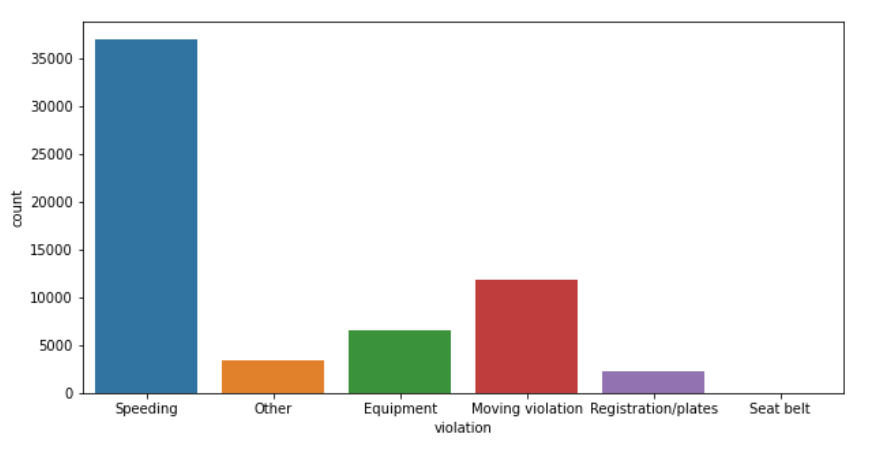 35000
30000
25000
20000
15000
10000
5000
0
count
Speeding Other Equipment Moving violation Registration/plates Seat belt
violation